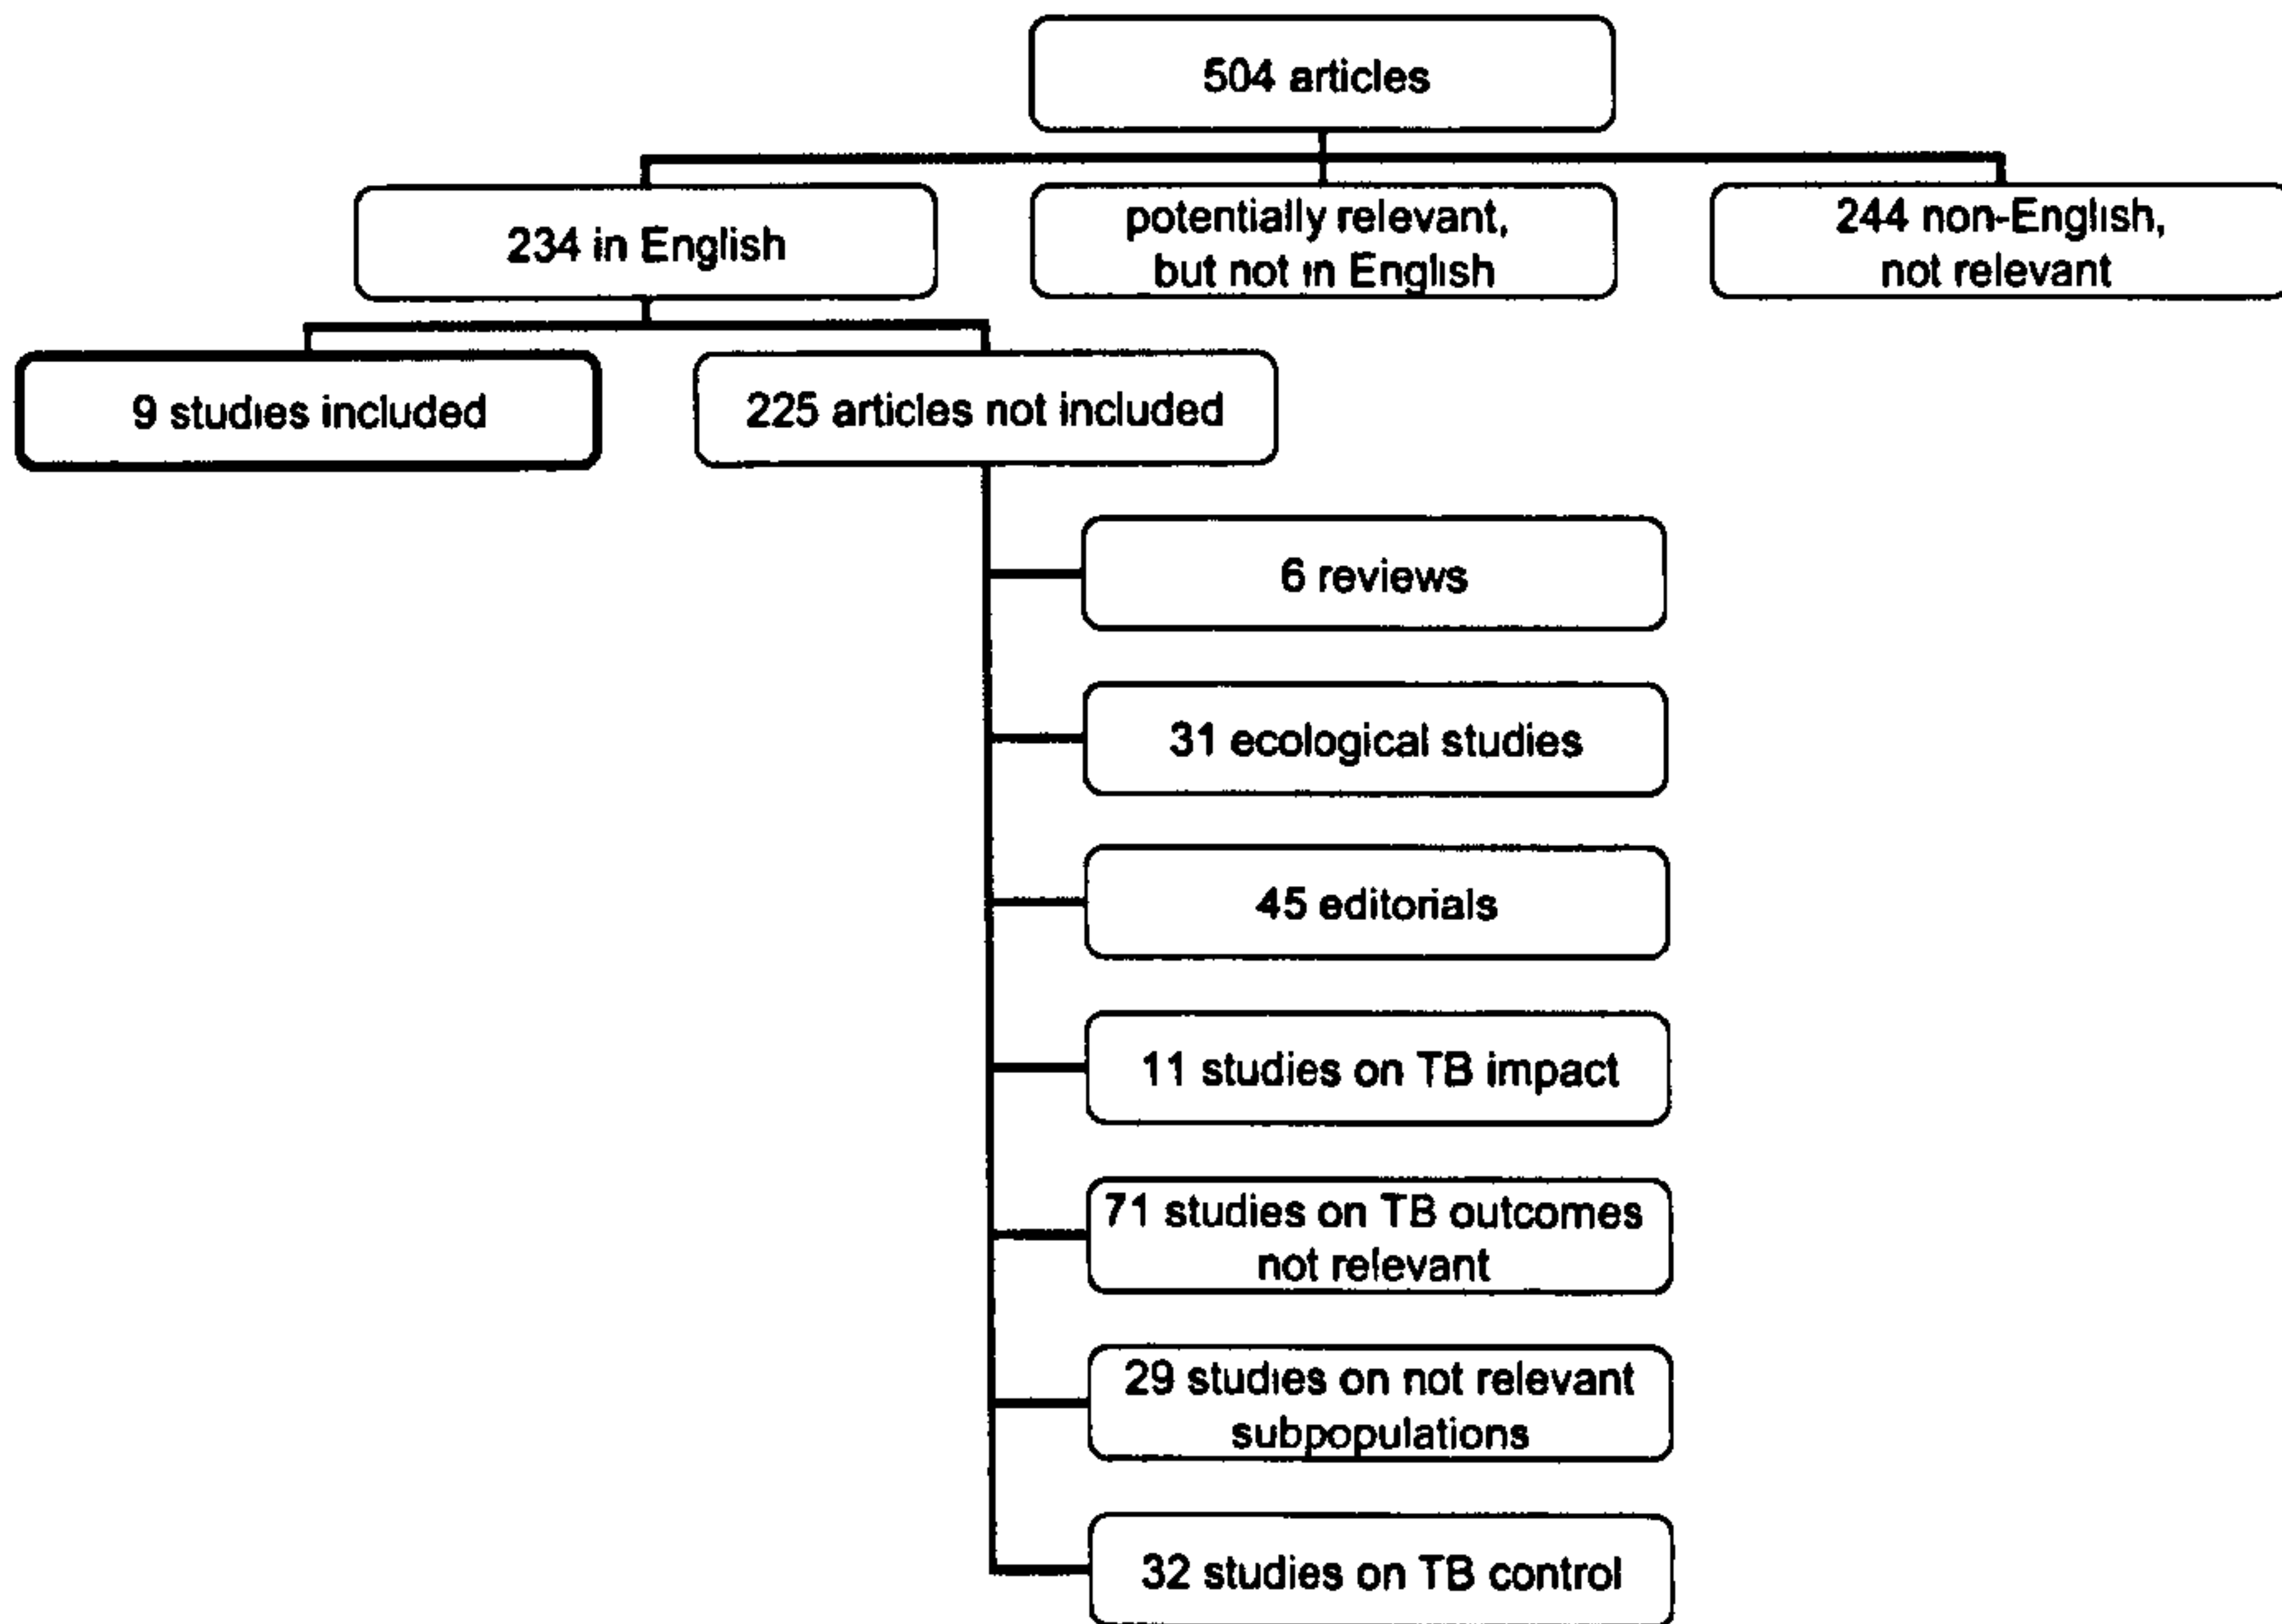 504 articles
234 in English
potentially relevant,
but not in English
244 non-English,
not relevant
9 studies included
225 articles not included
6 reviews
31 ecological studies
45 editorials
11 studies on TB impact
71 studies on TB outcomes
not relevant
29 studies on not relevant
subpopulations
32 studies on TB control